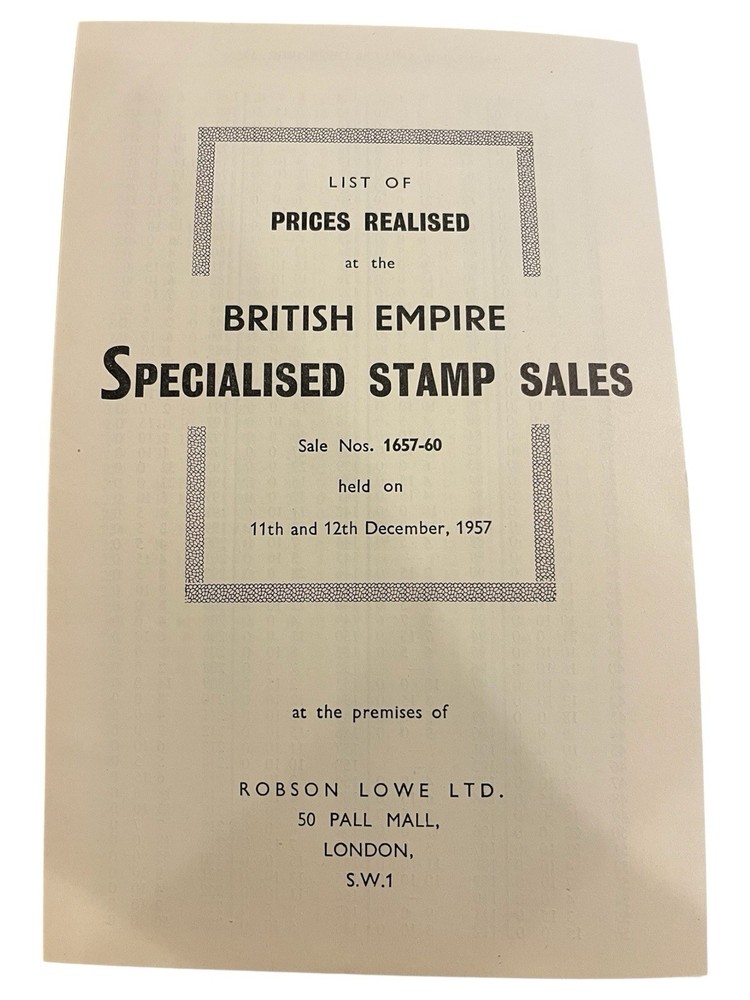 LIST OF
PRICES REALISED
at the
BRITISH EMPIRE
SPECIALISED STAMP SALES
Sale Nos. 1657-60
held on
11th and 12th December, 1957
at the premises of
ROBSON LOWE LTD.
50 PALL MALL,
LONDON,
S.W.1